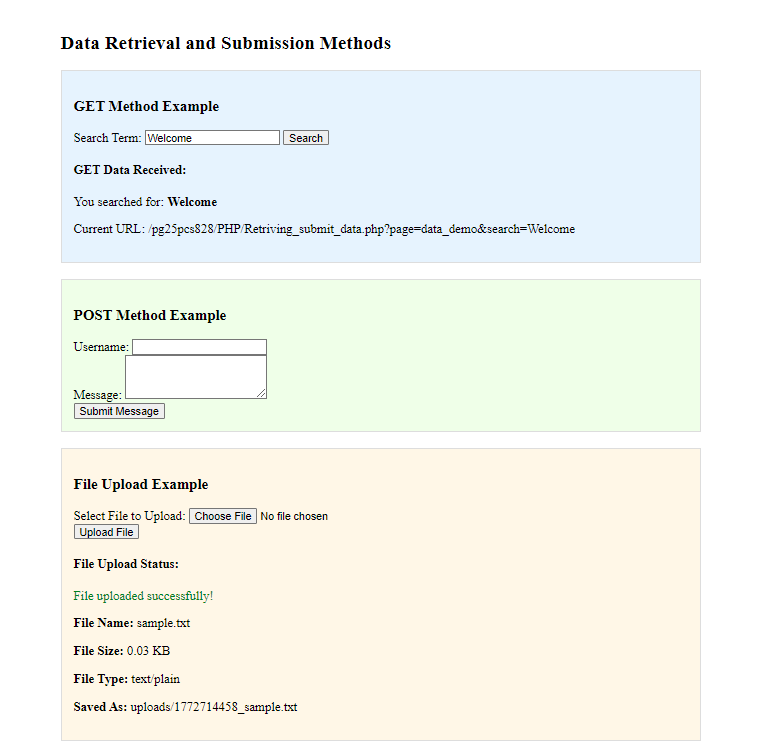 Data Retrieval and Submission Methods
GET Method Example
Search Term: Welcome Search
GET Data Received:
You searched for: Welcome
Current URL: /pg25pcs828/PHP/Retriving_submit_data.php?page=data_demo&search=Welcome
POST Method Example
Username:
Message:
Submit Message
File Upload Example
Select File to Upload: Choose File No file chosen
Upload File
File Upload Status:
File uploaded successfully!
File Name: sample.txt
File Size: 0.03 KB
File Type: text/plain
Saved As: uploads/1772714458_sample.txt